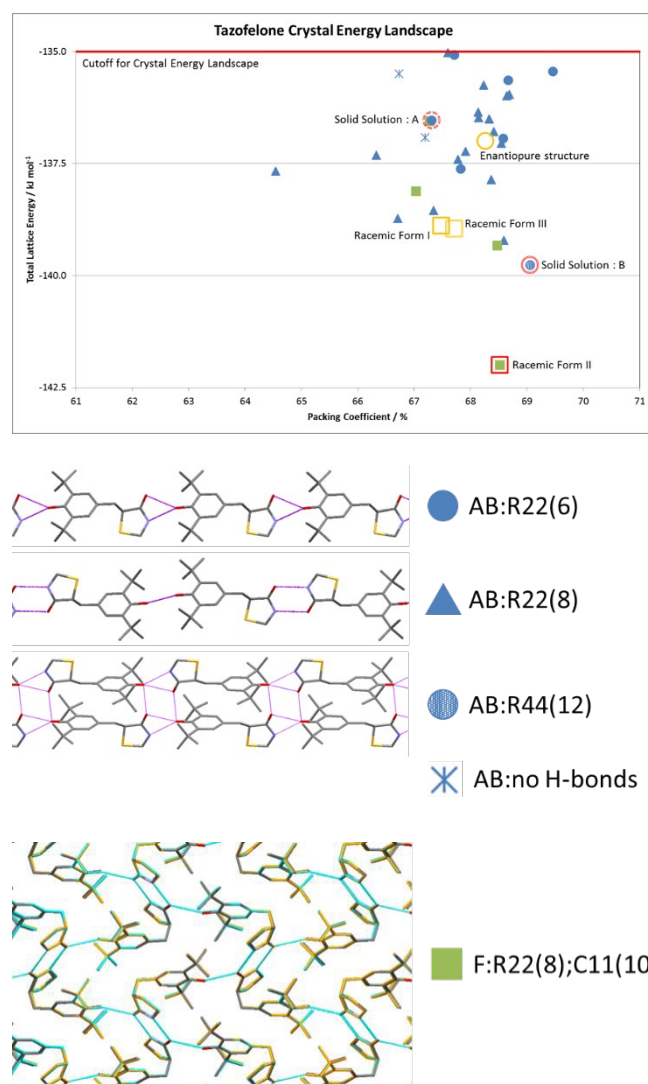 Tazofelone Crystal Energy Landscape
-135.0
Cutoff for Crystal Energy Landscape
Solid Solution : A
Enantiopure structure
-137.5
Total Lattice Energy / kJ mol⁻¹
Racemic Form I
Racemic Form III
-140.0
Solid Solution : B
Racemic Form II
-142.5
61 62 63 64 65 66 67 68 69 70 71
Packing Coefficient / %
AB:R22(6)
AB:R22(8)
AB:R44(12)
AB:no H-bonds
F:R22(8);C11(10